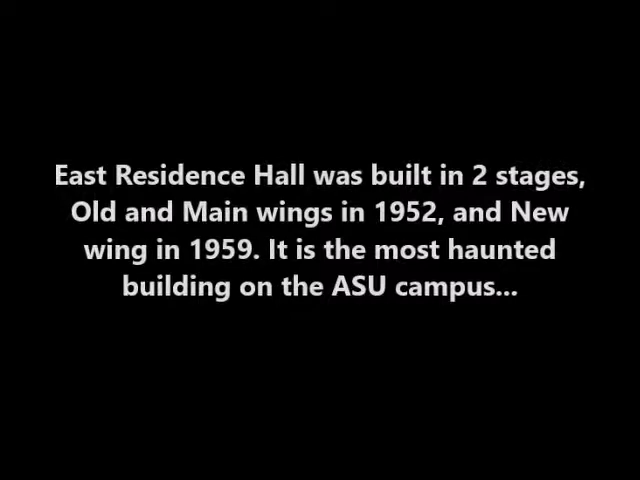 East Residence Hall was built in 2 stages,
Old and Main wings in 1952, and New
wing in 1959. It is the most haunted
building on the ASU campus...